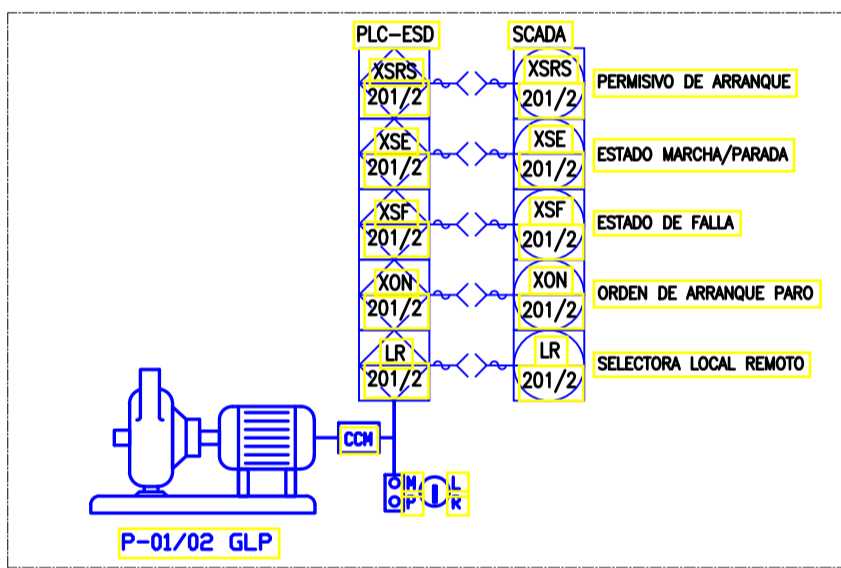 PLC-ESD SCADA
XSRS XSRS
201/2 201/2 PERMISIVO DE ARRANQUE
XSE XSE
201/2 201/2 ESTADO MARCHA/PARADA
XSF XSF
201/2 201/2 ESTADO DE FALLA
XON XON
201/2 201/2 ORDEN DE ARRANQUE PARO
LR LR
201/2 201/2 SELECTORA LOCAL REMOTO
CCM
M L
P R
P-01/02 GLP